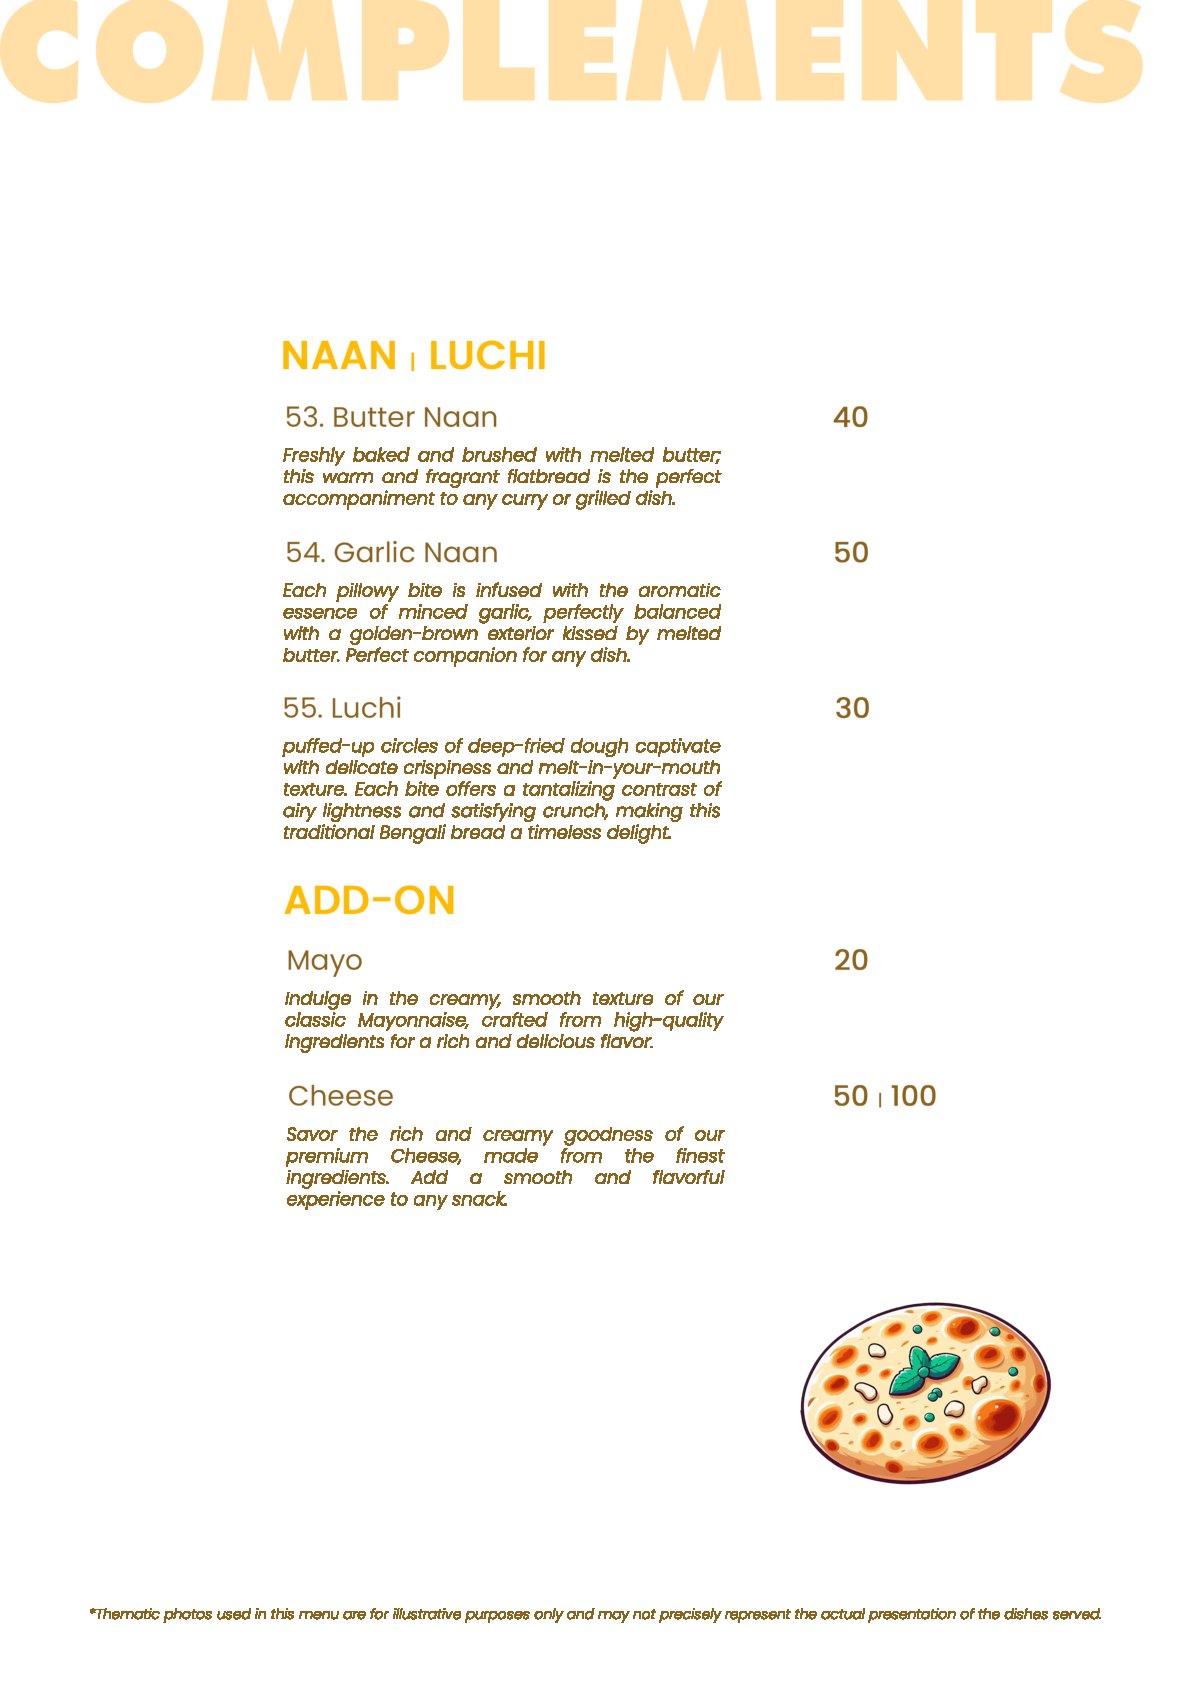 COMPLEMENTS
NAAN | LUCHI
53. Butter Naan 40
Freshly baked and brushed with melted butter;
this warm and fragrant flatbread is the perfect
accompaniment to any curry or grilled dish.
54. Garlic Naan 50
Each pillowy bite is infused with the aromatic
essence of minced garlic, perfectly balanced
with a golden-brown exterior kissed by melted
butter. Perfect companion for any dish.
55. Luchi 30
puffed-up circles of deep-fried dough captivate
with delicate crispiness and melt-in-your-mouth
texture. Each bite offers a tantalizing contrast of
airy lightness and satisfying crunch, making this
traditional Bengali bread a timeless delight.
ADD-ON
Mayo 20
Indulge in the creamy, smooth texture of our
classic Mayonnaise, crafted from high-quality
ingredients for a rich and delicious flavor.
Cheese 50 | 100
Savor the rich and creamy goodness of our
premium Cheese, made from the finest
ingredients. Add a smooth and flavorful
experience to any snack.
*Thematic photos used in this menu are for illustrative purposes only and may not precisely represent the actual presentation of the dishes served.